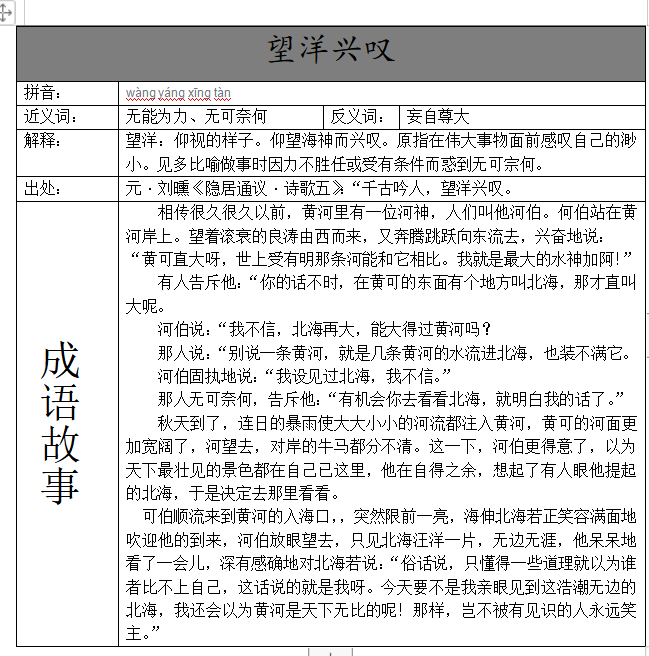 望洋兴叹
拼音： wàng yáng xīng tàn
近义词： 无能为力、无可奈何 反义词： 妄自尊大
解释： 望洋：仰视的样子。仰望海神而兴叹。原指在伟大事物面前感叹自己的渺
小。见多比喻做事时因力不胜任或受有条件而惑到无可宗何。
出处： 元·刘曛《隐居通议·诗歌五》：“千古吟人，望洋兴叹。
成语故事
相传很久很久以前，黄河里有一位河神，人们叫他河伯。何伯站在黄
河岸上。望着滚衰的良涛由西而来，又奔腾跳跃向东流去，兴奋地说：
“黄可直大呀，世上受有明那条河能和它相比。我就是最大的水神加阿!”
有人告斥他：“你的话不时，在黄可的东面有个地方叫北海，那才直叫
大呢。
河伯说：“我不信，北海再大，能大得过黄河吗？
那人说：“别说一条黄河，就是几条黄河的水流进北海，也装不满它。
河伯固执地说：“我设见过北海，我不信。”
那人无可奈何，告斥他：“有机会你去看看北海，就明白我的话了。”
秋天到了，连日的暴雨使大大小小的河流都注入黄河，黄可的河面更
加宽阔了，河望去，对岸的牛马都分不清。这一下，河伯更得意了，以为
天下最壮见的景色都在自己己这里，他在自得之余，想起了有人眼他提起
的北海，于是决定去那里看看。
可伯顺流来到黄河的入海口，，突然限前一亮，海伸北海若正笑容满面地
吹迎他的到来，河伯放眼望去，只见北海汪洋一片，无边无涯，他呆呆地
看了一会儿，深有感确地对北海若说：“俗话说，只懂得一些道理就以为谁
者比不上自己，这话说的就是我呀。今天要不是我亲眼见到这浩潮无边的
北海，我还会以为黄河是天下无比的呢！那样，岂不被有见识的人永远笑
主。”